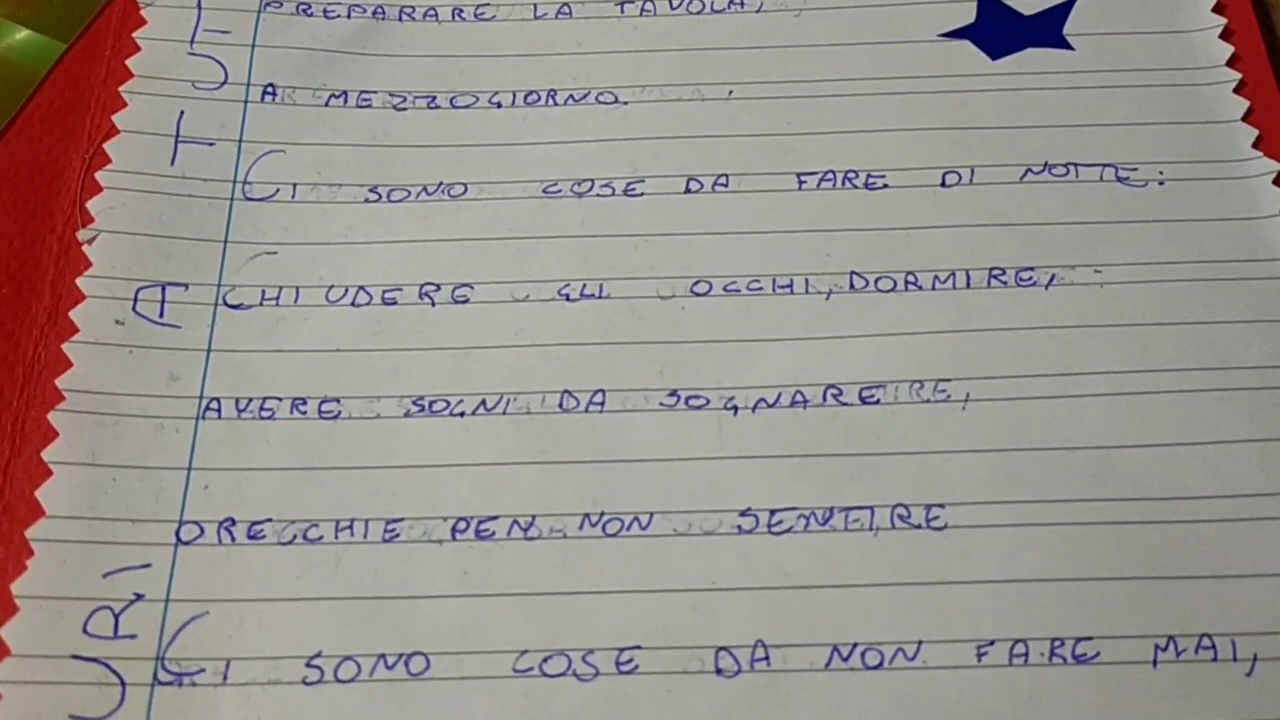 PREPARARE LA TAVOLA,
A MEZZOGIORNO.
CI SONO COSE DA FARE DI NOTTE:
CHIUDERE GLI OCCHI, DORMIRE,
AVERE SOGNI DA SOGNARE,
ORECCHIE PER NON SENTIRE
CI SONO COSE DA NON FARE MAI,